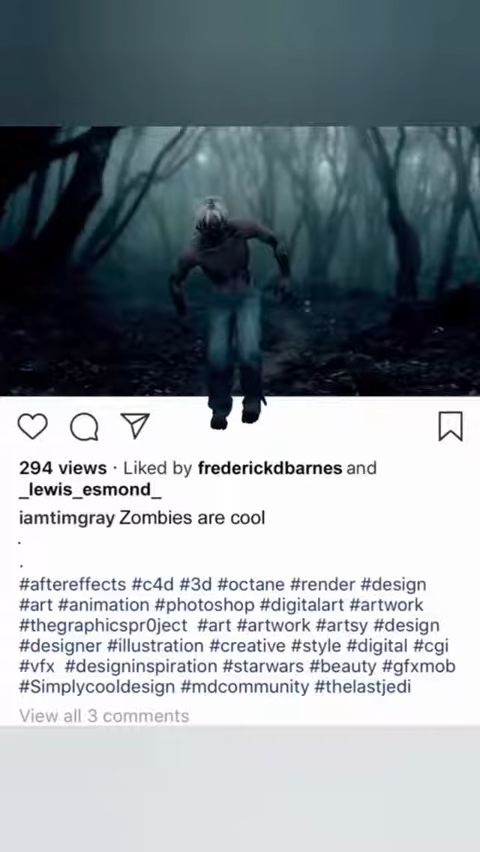 294 views · Liked by frederickdbarnes and
_lewis_esmond_
iamtimgray Zombies are cool
.
.
#aftereffects #c4d #3d #octane #render #design
#art #animation #photoshop #digitalart #artwork
#thegraphicspr0ject #art #artwork #artsy #design
#designer #illustration #creative #style #digital #cgi
#vfx #designinspiration #starwars #beauty #gfxmob
#Simplycooldesign #mdcommunity #thelastjedi
View all 3 comments